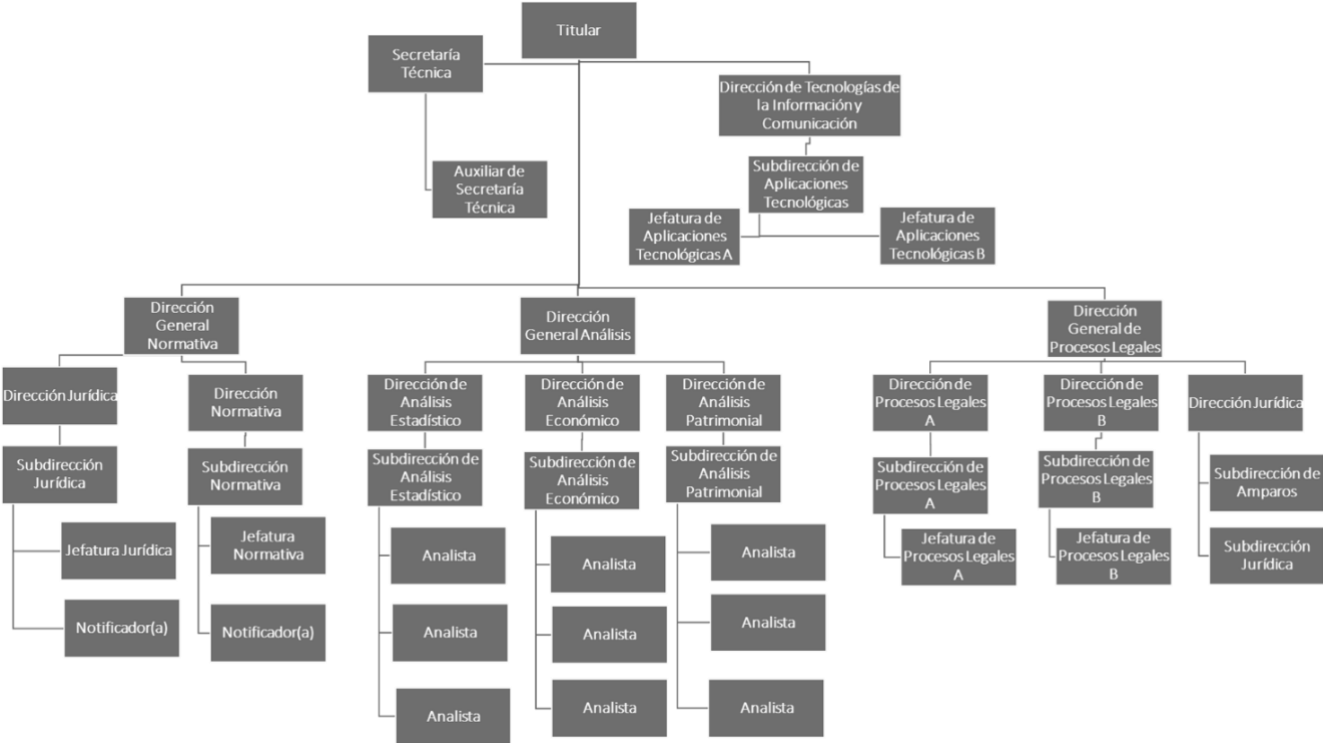 Titular
Secretaría
Técnica
Dirección de Tecnologías de
la Información y
Comunicación
Auxiliar de
Secretaría
Técnica
Subdirección de
Aplicaciones
Tecnológicas
Jefatura de
Aplicaciones
Tecnológicas A
Jefatura de
Aplicaciones
Tecnológicas B
Dirección
General
Normativa
Dirección
General Análisis
Dirección
General de
Procesos Legales
Dirección Jurídica
Dirección
Normativa
Dirección de
Análisis
Estadístico
Dirección de
Análisis
Económico
Dirección de
Análisis
Patrimonial
Dirección de
Procesos Legales
A
Dirección de
Procesos Legales
B
Dirección Jurídica
Subdirección
Jurídica
Subdirección
Normativa
Subdirección de
Análisis
Estadístico
Subdirección de
Análisis
Económico
Subdirección de
Análisis
Patrimonial
Subdirección de
Procesos Legales
A
Subdirección de
Procesos Legales
B
Subdirección de
Amparos
Jefatura Jurídica
Jefatura
Normativa
Analista
Analista
Analista
Jefatura de
Procesos Legales
A
Jefatura de
Procesos Legales
B
Subdirección
Jurídica
Notificador(a)
Notificador(a)
Analista
Analista
Analista
Analista
Analista
Analista